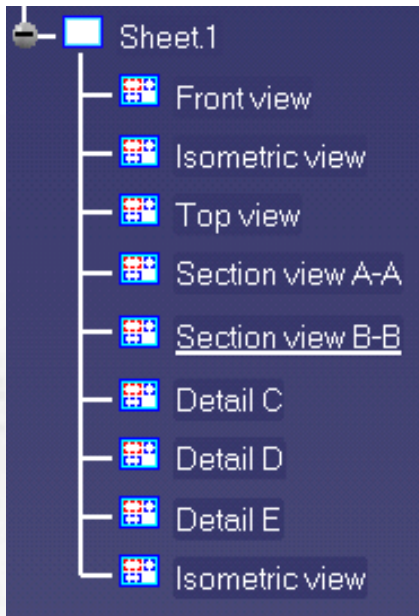 Sheet.1
Front view
Isometric view
Top view
Section view A-A
Section view B-B
Detail C
Detail D
Detail E
Isometric view